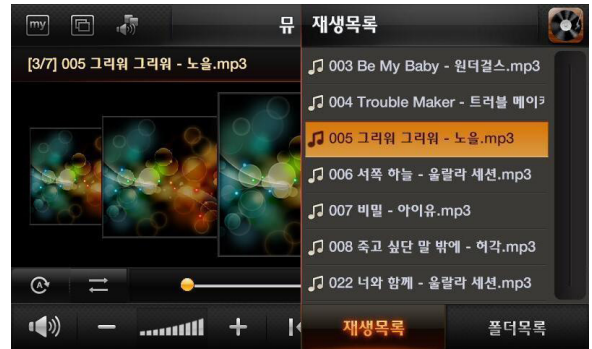 my
뮤
재생목록
[3/7] 005 그리워 그리워 - 노을.mp3
003 Be My Baby - 원더걸스.mp3
004 Trouble Maker - 트러블 메이
005 그리워 그리워 - 노을.mp3
006 서쪽 하늘 - 울랄라 세션.mp3
007 비밀 - 아이유.mp3
008 죽고 싶단 말 밖에 - 허각.mp3
022 너와 함께 - 울랄라 세션.mp3
A
재생목록
폴더목록